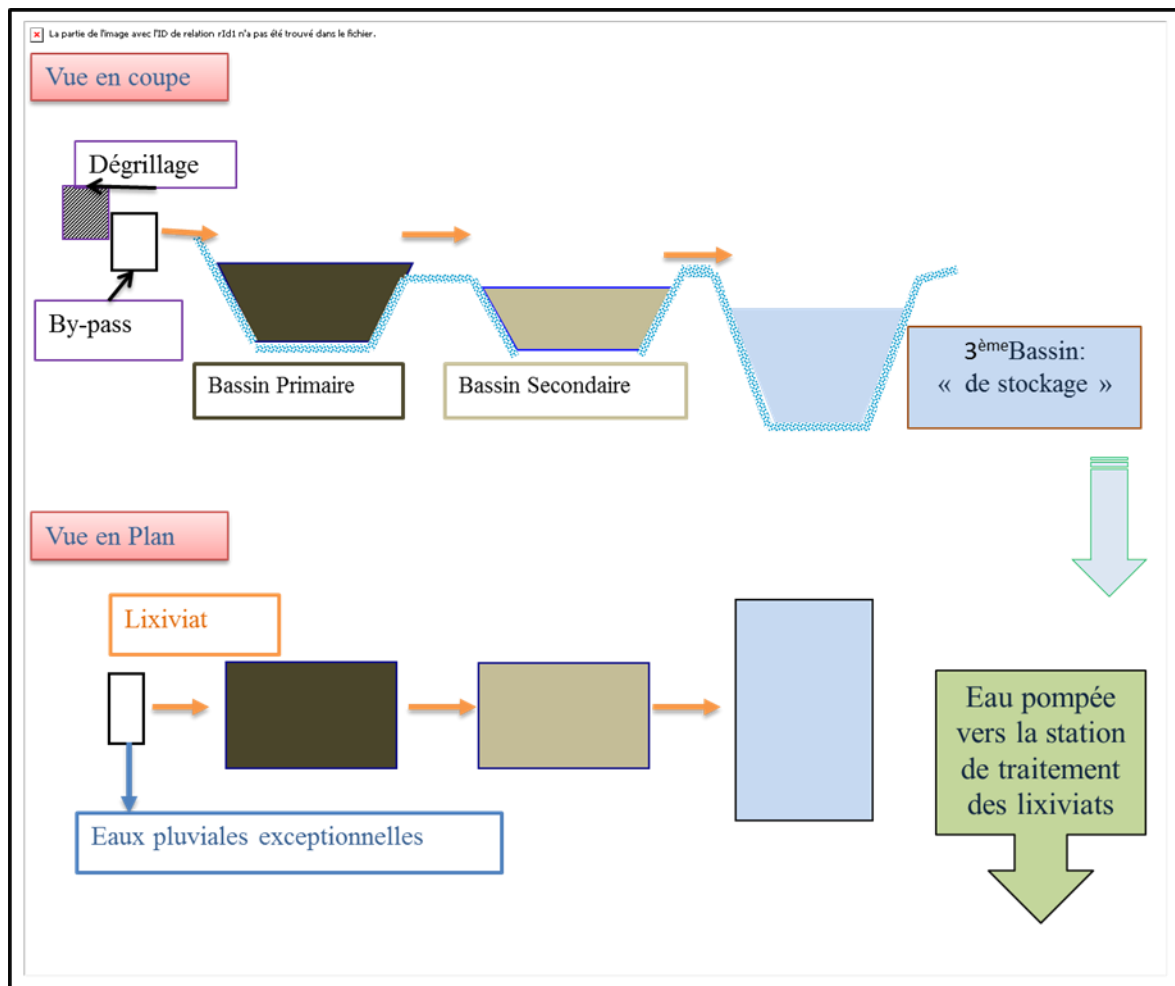 La partie de l'image avec l'ID de relation rId1 n'a pas été trouvé dans le fichier.
Vue en coupe
Dégrillage
By-pass
Bassin Primaire
Bassin Secondaire
3èmeBassin:
« de stockage »
Vue en Plan
Lixiviat
Eaux pluviales exceptionnelles
Eau pompée
vers la station
de traitement
des lixiviats